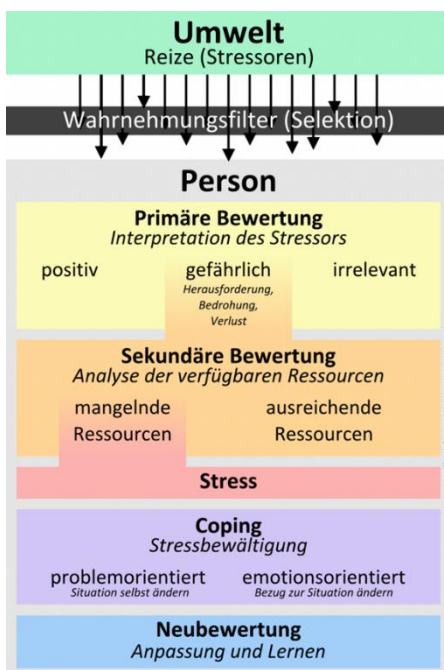 Umwelt
Reize (Stressoren)
Wahrnehmungsfilter (Selektion)
Person
Primäre Bewertung
Interpretation des Stressors
positiv gefährlich irrelevant
Herausforderung,
Bedrohung,
Verlust
Sekundäre Bewertung
Analyse der verfügbaren Ressourcen
mangelnde ausreichende
Ressourcen Ressourcen
Stress
Coping
Stressbewältigung
problemorientiert emotionsorientiert
Situation selbst ändern Bezug zur Situation ändern
Neubewertung
Anpassung und Lernen